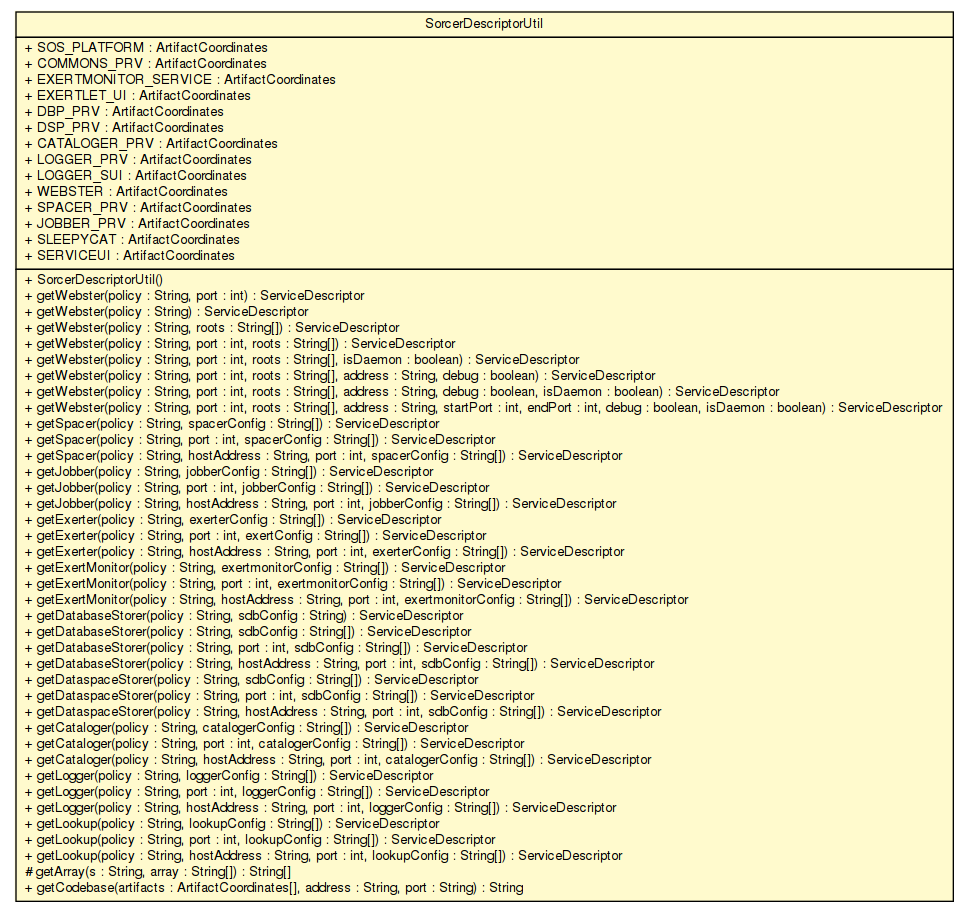 SorcerDescriptorUtil
+ SOS_PLATFORM : ArtifactCoordinates
+ COMMONS_PRV : ArtifactCoordinates
+ EXERTMONITOR_SERVICE : ArtifactCoordinates
+ EXERTLET_UI : ArtifactCoordinates
+ DBP_PRV : ArtifactCoordinates
+ DSP_PRV : ArtifactCoordinates
+ CATALOGER_PRV : ArtifactCoordinates
+ LOGGER_PRV : ArtifactCoordinates
+ LOGGER_SUI : ArtifactCoordinates
+ WEBSTER : ArtifactCoordinates
+ SPACER_PRV : ArtifactCoordinates
+ JOBBER_PRV : ArtifactCoordinates
+ SLEEPYCAT : ArtifactCoordinates
+ SERVICEUI : ArtifactCoordinates
+ SorcerDescriptorUtil()
+ getWebster(policy : String, port : int) : ServiceDescriptor
+ getWebster(policy : String) : ServiceDescriptor
+ getWebster(policy : String, roots : String[]) : ServiceDescriptor
+ getWebster(policy : String, port : int, roots : String[]) : ServiceDescriptor
+ getWebster(policy : String, port : int, roots : String[], isDaemon : boolean) : ServiceDescriptor
+ getWebster(policy : String, port : int, roots : String[], address : String, debug : boolean) : ServiceDescriptor
+ getWebster(policy : String, port : int, roots : String[], address : String, debug : boolean, isDaemon : boolean) : ServiceDescriptor
+ getWebster(policy : String, port : int, roots : String[], address : String, startPort : int, endPort : int, debug : boolean, isDaemon : boolean) : ServiceDescriptor
+ getSpacer(policy : String, spacerConfig : String[]) : ServiceDescriptor
+ getSpacer(policy : String, port : int, spacerConfig : String[]) : ServiceDescriptor
+ getSpacer(policy : String, hostAddress : String, port : int, spacerConfig : String[]) : ServiceDescriptor
+ getJobber(policy : String, jobberConfig : String[]) : ServiceDescriptor
+ getJobber(policy : String, port : int, jobberConfig : String[]) : ServiceDescriptor
+ getJobber(policy : String, hostAddress : String, port : int, jobberConfig : String[]) : ServiceDescriptor
+ getExerter(policy : String, exerterConfig : String[]) : ServiceDescriptor
+ getExerter(policy : String, port : int, exertConfig : String[]) : ServiceDescriptor
+ getExerter(policy : String, hostAddress : String, port : int, exerterConfig : String[]) : ServiceDescriptor
+ getExertMonitor(policy : String, exertmonitorConfig : String[]) : ServiceDescriptor
+ getExertMonitor(policy : String, port : int, exertmonitorConfig : String[]) : ServiceDescriptor
+ getExertMonitor(policy : String, hostAddress : String, port : int, exertmonitorConfig : String[]) : ServiceDescriptor
+ getDatabaseStorer(policy : String, sdbConfig : String) : ServiceDescriptor
+ getDatabaseStorer(policy : String, sdbConfig : String[]) : ServiceDescriptor
+ getDatabaseStorer(policy : String, port : int, sdbConfig : String[]) : ServiceDescriptor
+ getDatabaseStorer(policy : String, hostAddress : String, port : int, sdbConfig : String[]) : ServiceDescriptor
+ getDataspaceStorer(policy : String, sdbConfig : String[]) : ServiceDescriptor
+ getDataspaceStorer(policy : String, port : int, sdbConfig : String[]) : ServiceDescriptor
+ getDataspaceStorer(policy : String, hostAddress : String, port : int, sdbConfig : String[]) : ServiceDescriptor
+ getCataloger(policy : String, catalogerConfig : String[]) : ServiceDescriptor
+ getCataloger(policy : String, port : int, catalogerConfig : String[]) : ServiceDescriptor
+ getCataloger(policy : String, hostAddress : String, port : int, catalogerConfig : String[]) : ServiceDescriptor
+ getLogger(policy : String, loggerConfig : String[]) : ServiceDescriptor
+ getLogger(policy : String, port : int, loggerConfig : String[]) : ServiceDescriptor
+ getLogger(policy : String, hostAddress : String, port : int, loggerConfig : String[]) : ServiceDescriptor
+ getLookup(policy : String, lookupConfig : String[]) : ServiceDescriptor
+ getLookup(policy : String, port : int, lookupConfig : String[]) : ServiceDescriptor
+ getLookup(policy : String, hostAddress : String, port : int, lookupConfig : String[]) : ServiceDescriptor
# getArray(s : String, array : String[]) : String[]
+ getCodebase(artifacts : ArtifactCoordinates[], address : String, port : String) : String